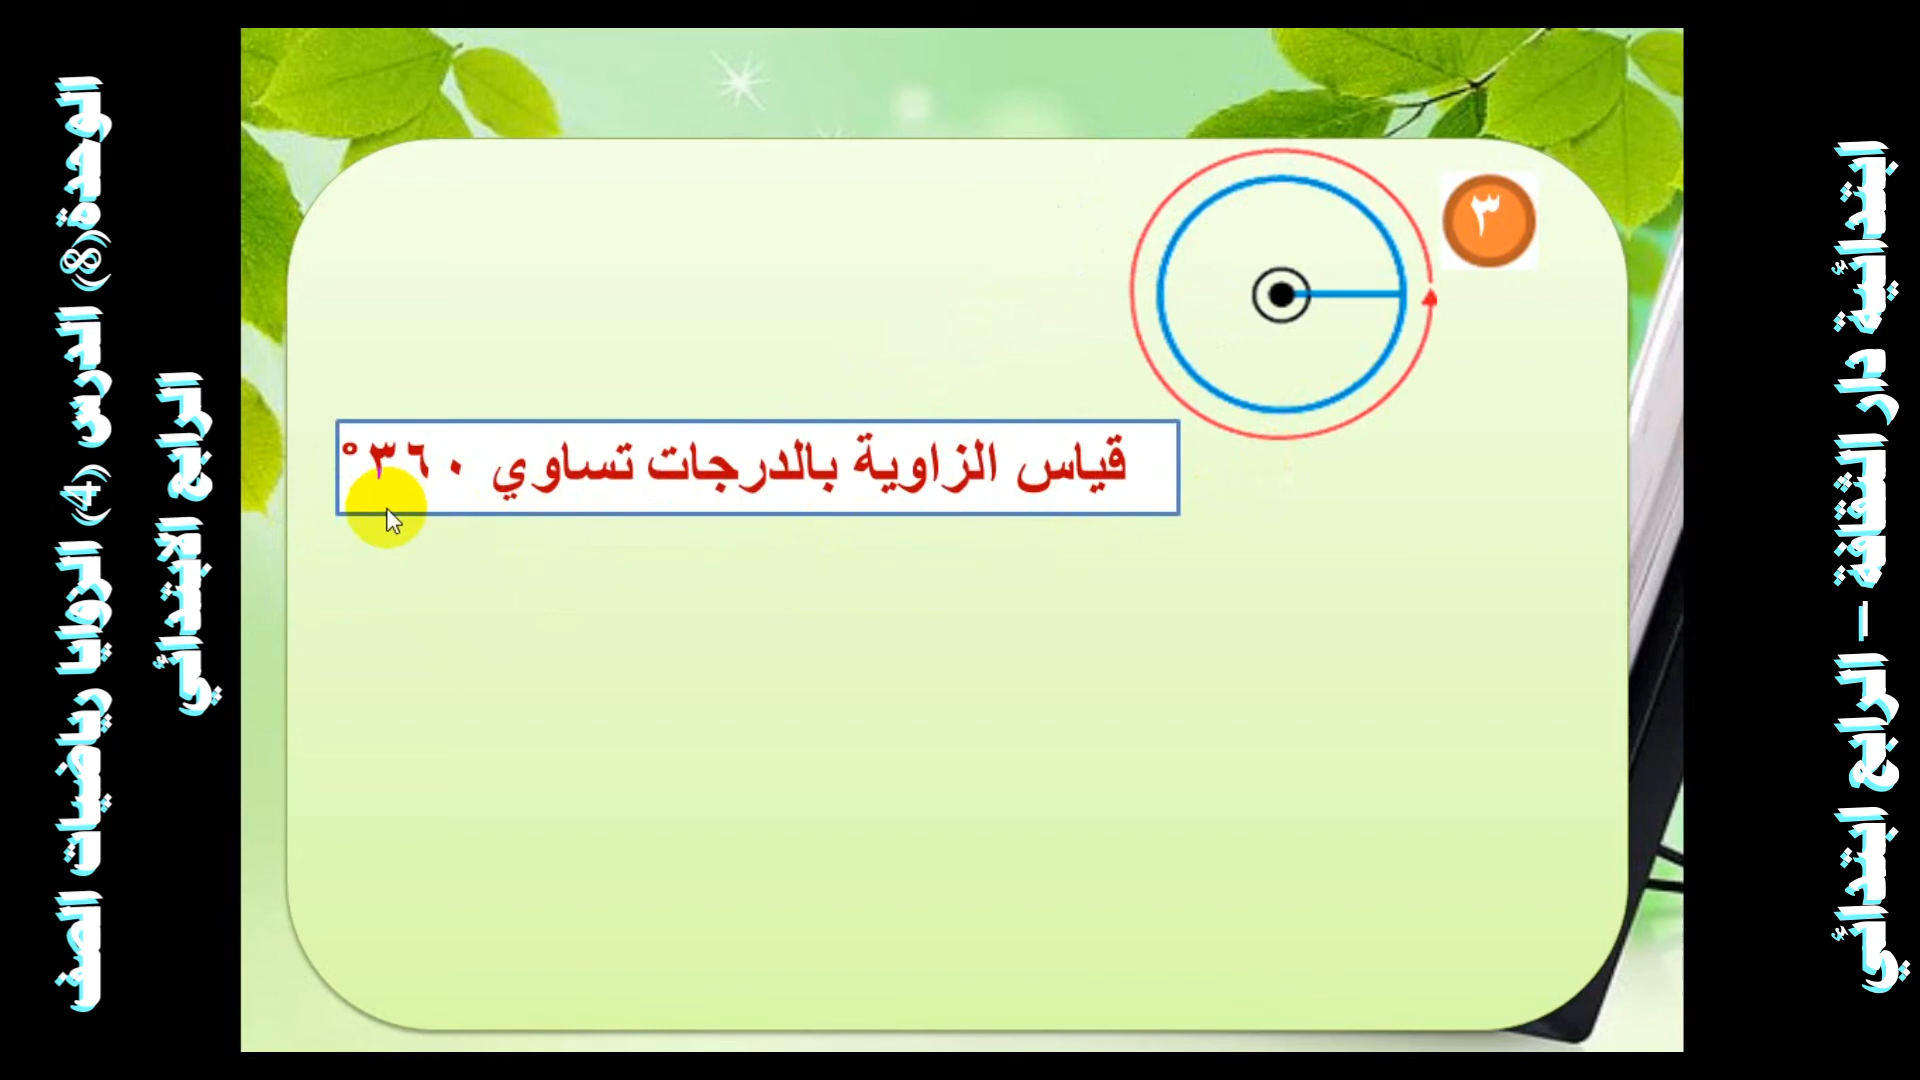 ٣
قياس الزاوية بالدرجات تساوي ٣٦٠°
الوحدة(8) الدرس (4) الزوايا رياضيات الصف
الرابع الابتدائي
ابتدائية دار الثقافة – الرابع ابتدائي